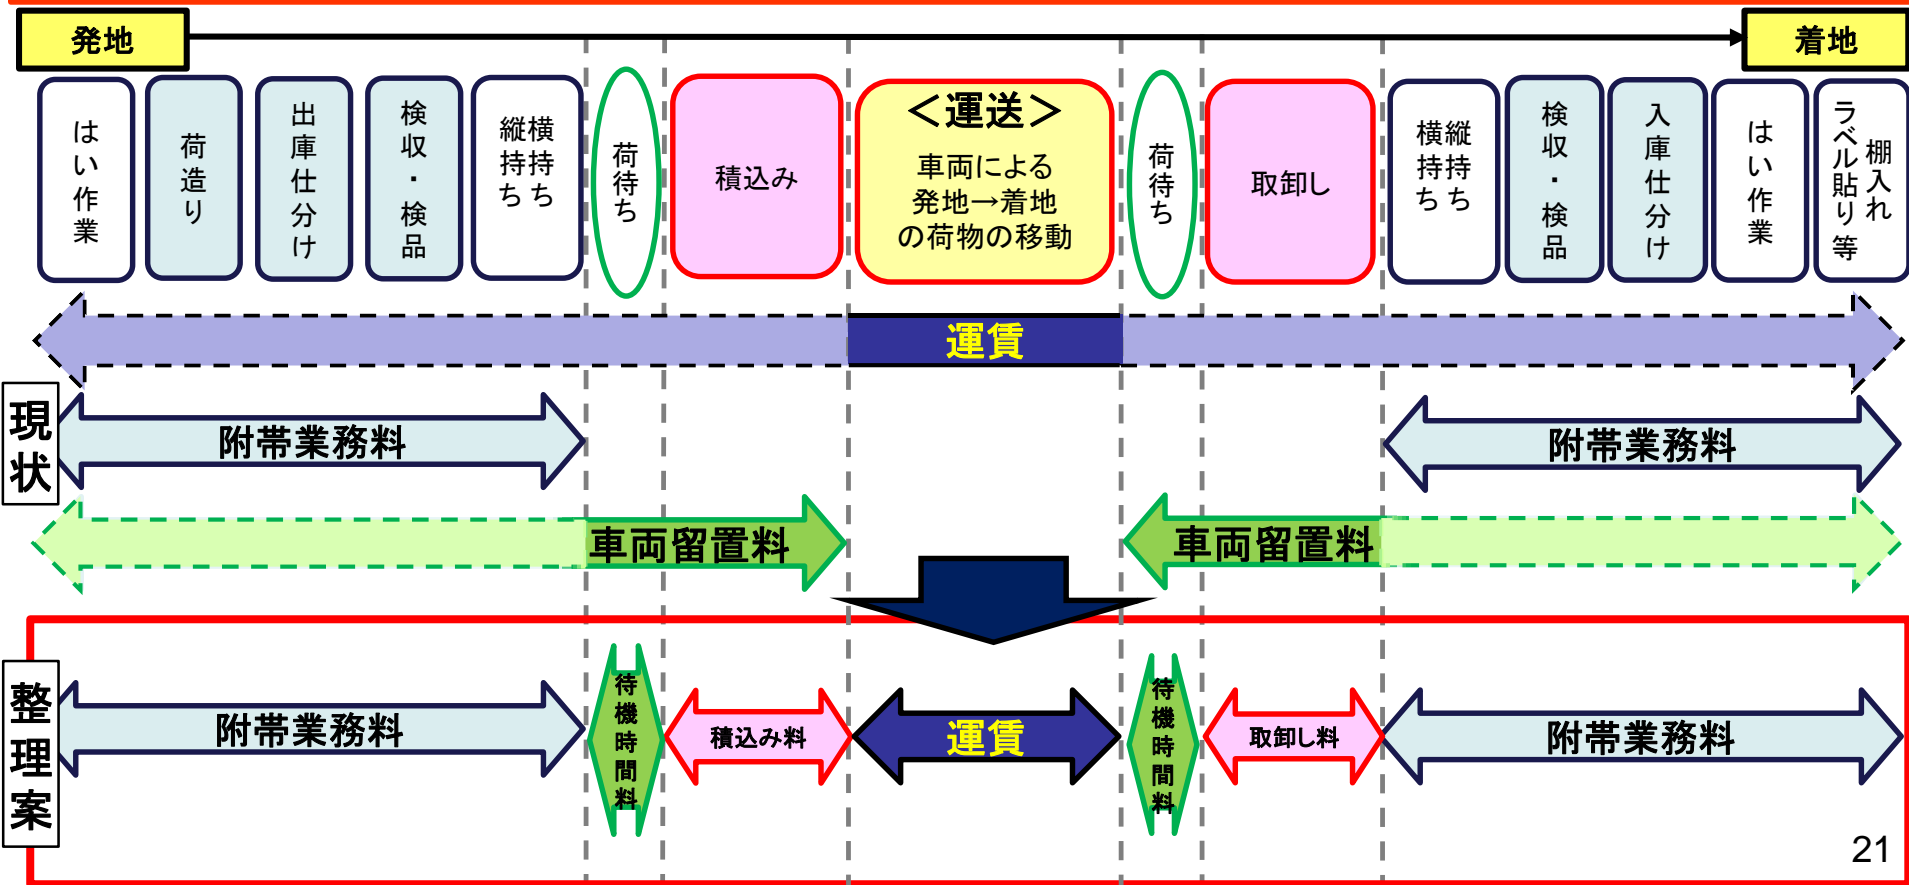 発地
着地
はい作業
荷造り
出庫仕分け
検収・検品
横持ち
縦持ち
荷待ち
積込み
＜運送＞
車両による
発地→着地
の荷物の移動
荷待ち
取卸し
縦持ち
横持ち
検収・検品
入庫仕分け
はい作業
棚入れ
ラベル貼り等
運賃
現状
附帯業務料
附帯業務料
車両留置料
車両留置料
整理案
附帯業務料
待機時間料
積込み料
運賃
待機時間料
取卸し料
附帯業務料
21